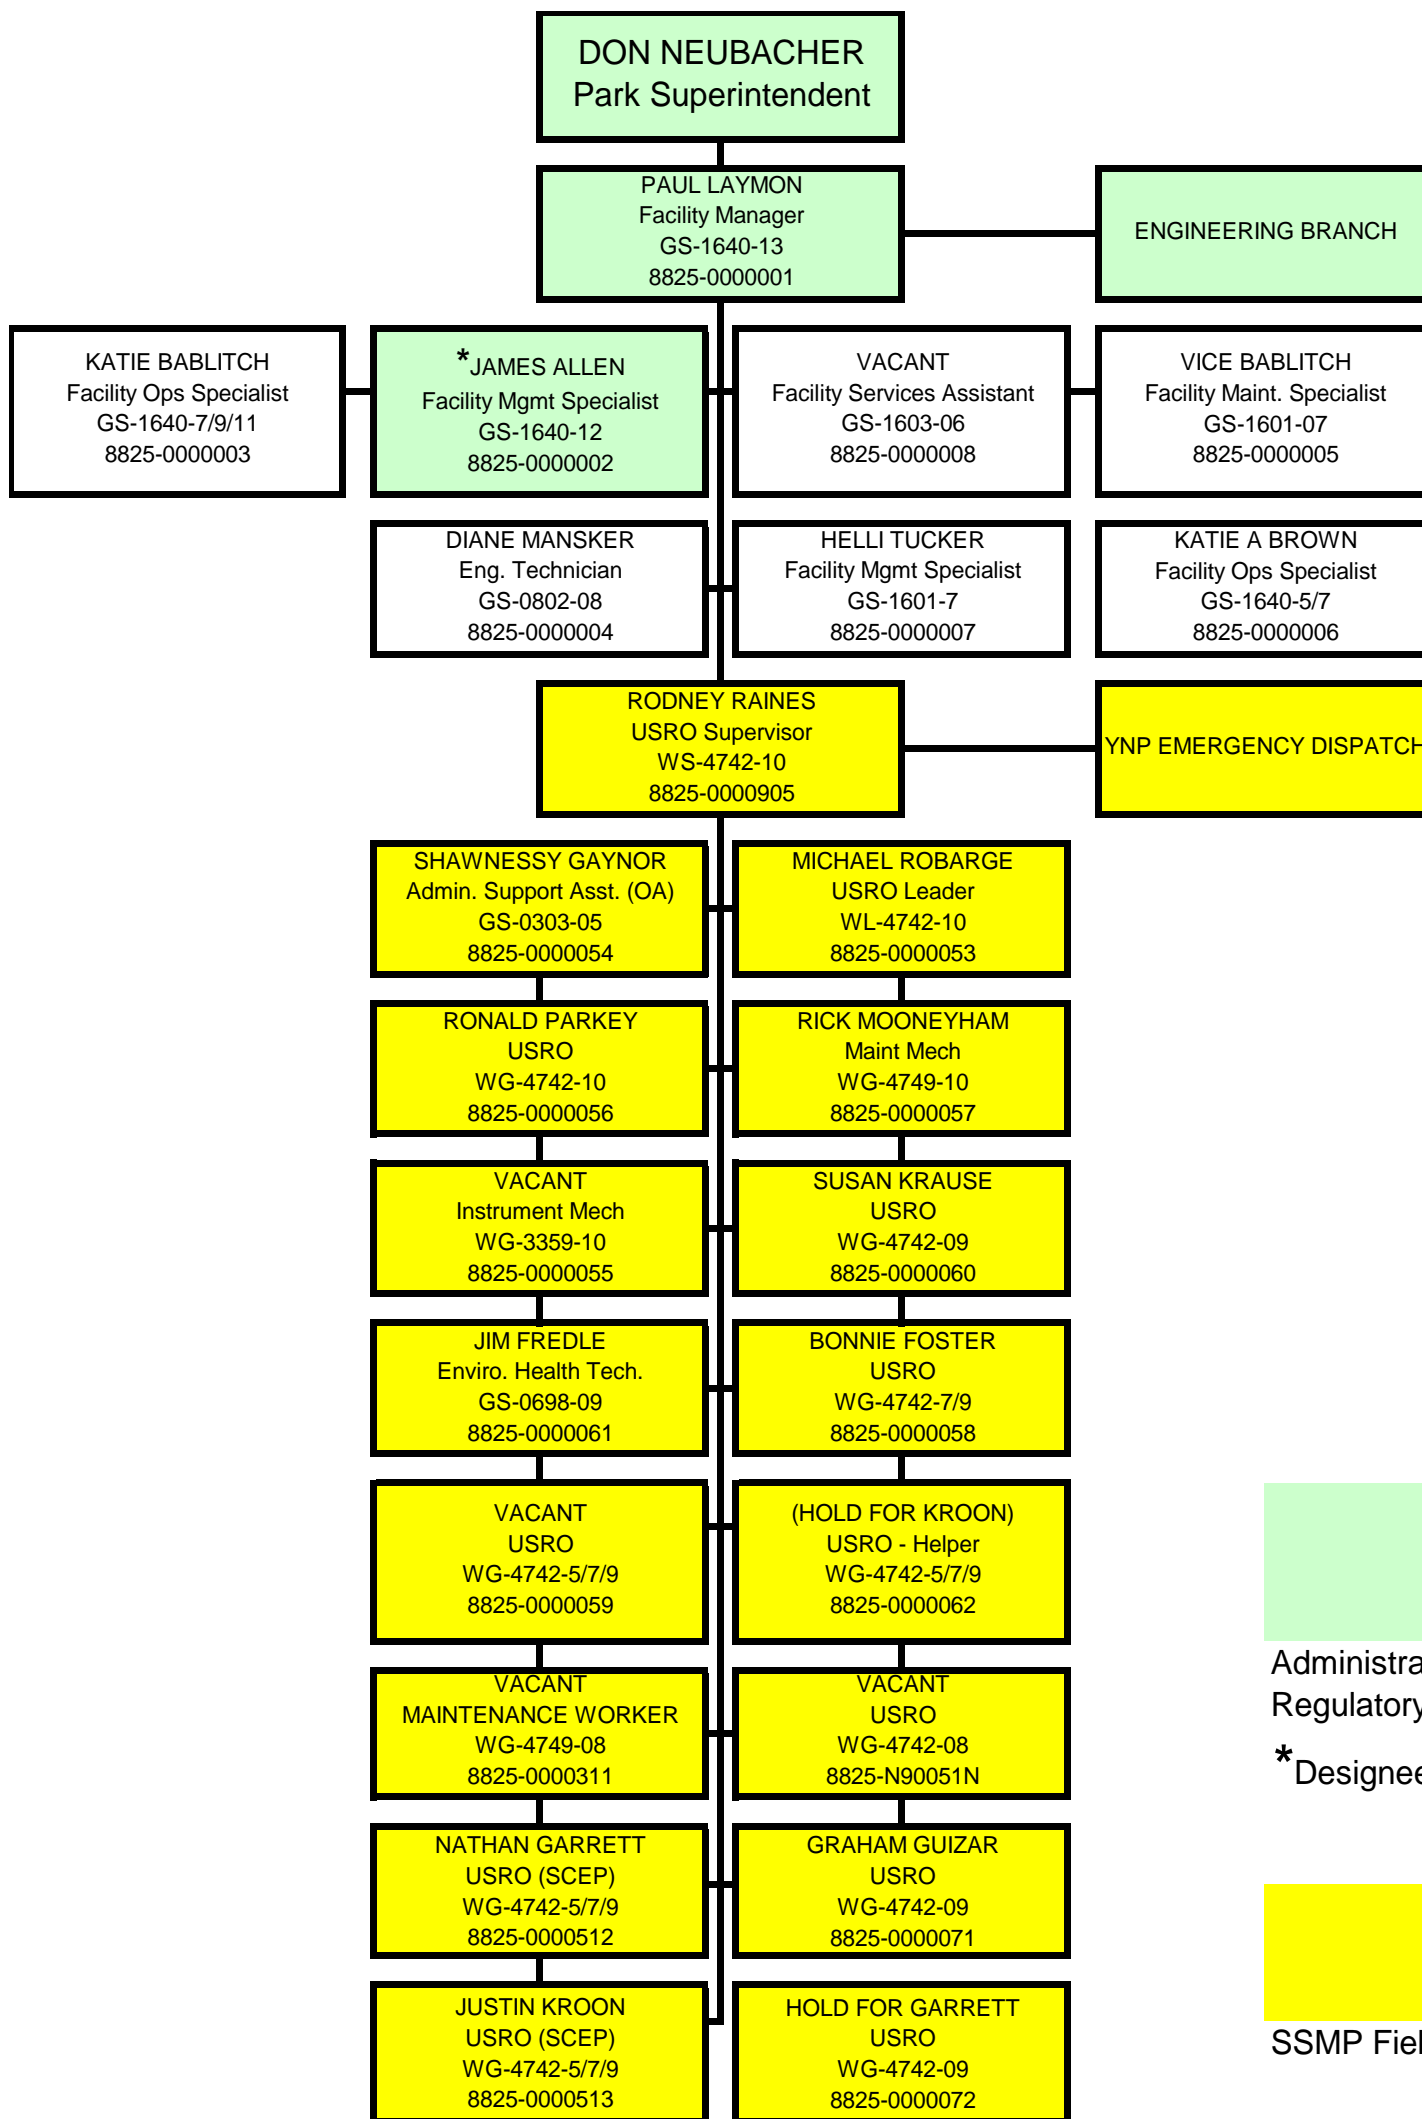 DON NEUBACHER
Park Superintendent
PAUL LAYMON
Facility Manager
GS-1640-13
8825-0000001
ENGINEERING BRANCH
KATIE BABLITCH
Facility Ops Specialist
GS-1640-7/9/11
8825-0000003
*JAMES ALLEN
Facility Mgmt Specialist
GS-1640-12
8825-0000002
VACANT
Facility Services Assistant
GS-1603-06
8825-0000008
VICE BABLITCH
Facility Maint. Specialist
GS-1601-07
8825-0000005
DIANE MANSKER
Eng. Technician
GS-0802-08
8825-0000004
HELLI TUCKER
Facility Mgmt Specialist
GS-1601-7
8825-0000007
KATIE A BROWN
Facility Ops Specialist
GS-1640-5/7
8825-0000006
RODNEY RAINES
USRO Supervisor
WS-4742-10
8825-0000905
YNP EMERGENCY DISPATCH
SHAWNESSY GAYNOR
Admin. Support Asst. (OA)
GS-0303-05
8825-0000054
MICHAEL ROBARGE
USRO Leader
WL-4742-10
8825-0000053
RONALD PARKEY
USRO
WG-4742-10
8825-0000056
RICK MOONEYHAM
Maint Mech
WG-4749-10
8825-0000057
VACANT
Instrument Mech
WG-3359-10
8825-0000055
SUSAN KRAUSE
USRO
WG-4742-09
8825-0000060
JIM FREDLE
Enviro. Health Tech.
GS-0698-09
8825-0000061
BONNIE FOSTER
USRO
WG-4742-7/9
8825-0000058
VACANT
USRO
WG-4742-5/7/9
8825-0000059
(HOLD FOR KROON)
USRO - Helper
WG-4742-5/7/9
8825-0000062
VACANT
MAINTENANCE WORKER
WG-4749-08
8825-0000311
VACANT
USRO
WG-4742-08
8825-N90051N
NATHAN GARRETT
USRO (SCEP)
WG-4742-5/7/9
8825-0000512
GRAHAM GUIZAR
USRO
WG-4742-09
8825-0000071
JUSTIN KROON
USRO (SCEP)
WG-4742-5/7/9
8825-0000513
HOLD FOR GARRETT
USRO
WG-4742-09
8825-0000072
Administra
Regulatory
*Designee
SSMP Fiel